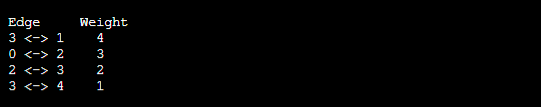 Edge     Weight
3 <-> 1    4
0 <-> 2    3
2 <-> 3    2
3 <-> 4    1